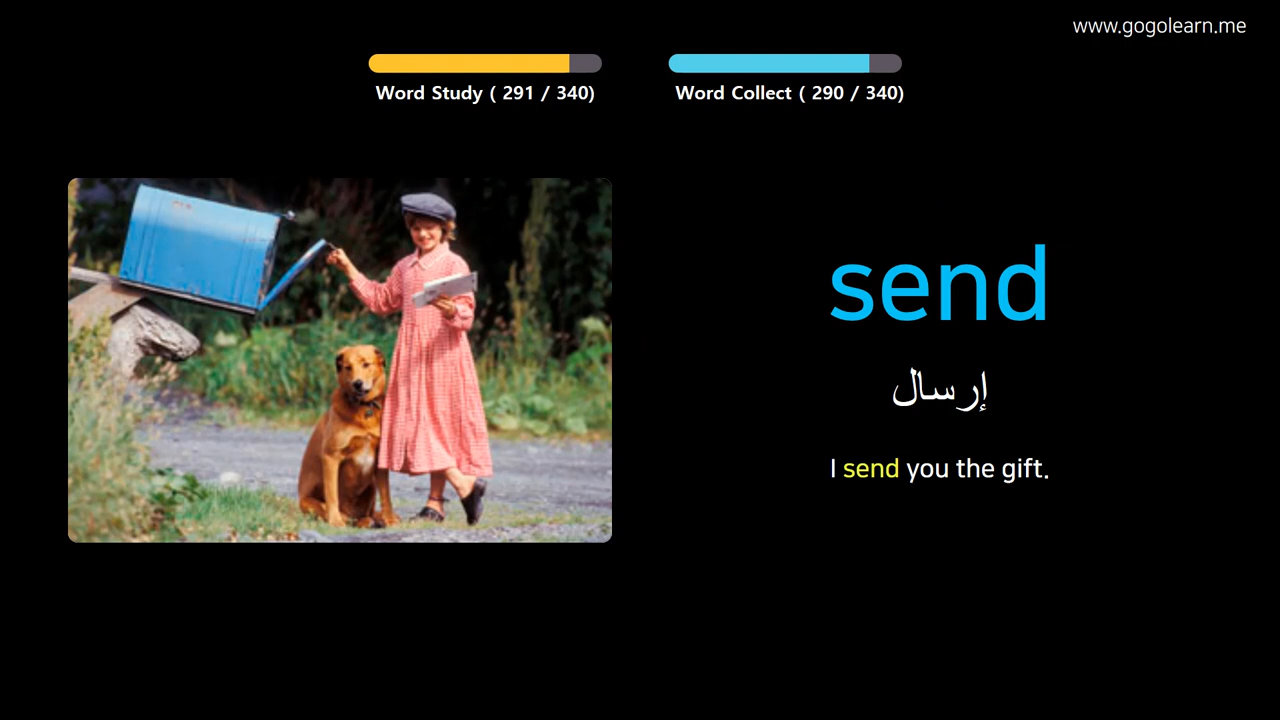 www.gogolearn.me
Word Study ( 291 / 340)
Word Collect ( 290 / 340)
send
إرسال
I send you the gift.